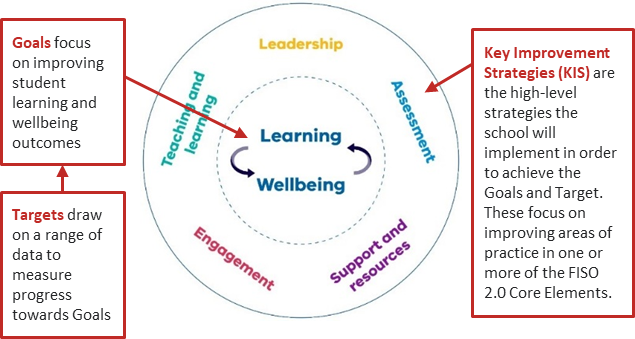 Goals focus
on improving
student
learning and
wellbeing
outcomes
Targets draw
on a range of
data to
measure
progress
towards Goals
Leadership
Teaching and
learning
Assessment
Learning
Wellbeing
Engagement
Support and
resources
Key Improvement
Strategies (KIS) are
the high-level
strategies the
school will
implement in order
to achieve the
Goals and Target.
These focus on
improving areas of
practice in one or
more of the FISO
2.0 Core Elements.